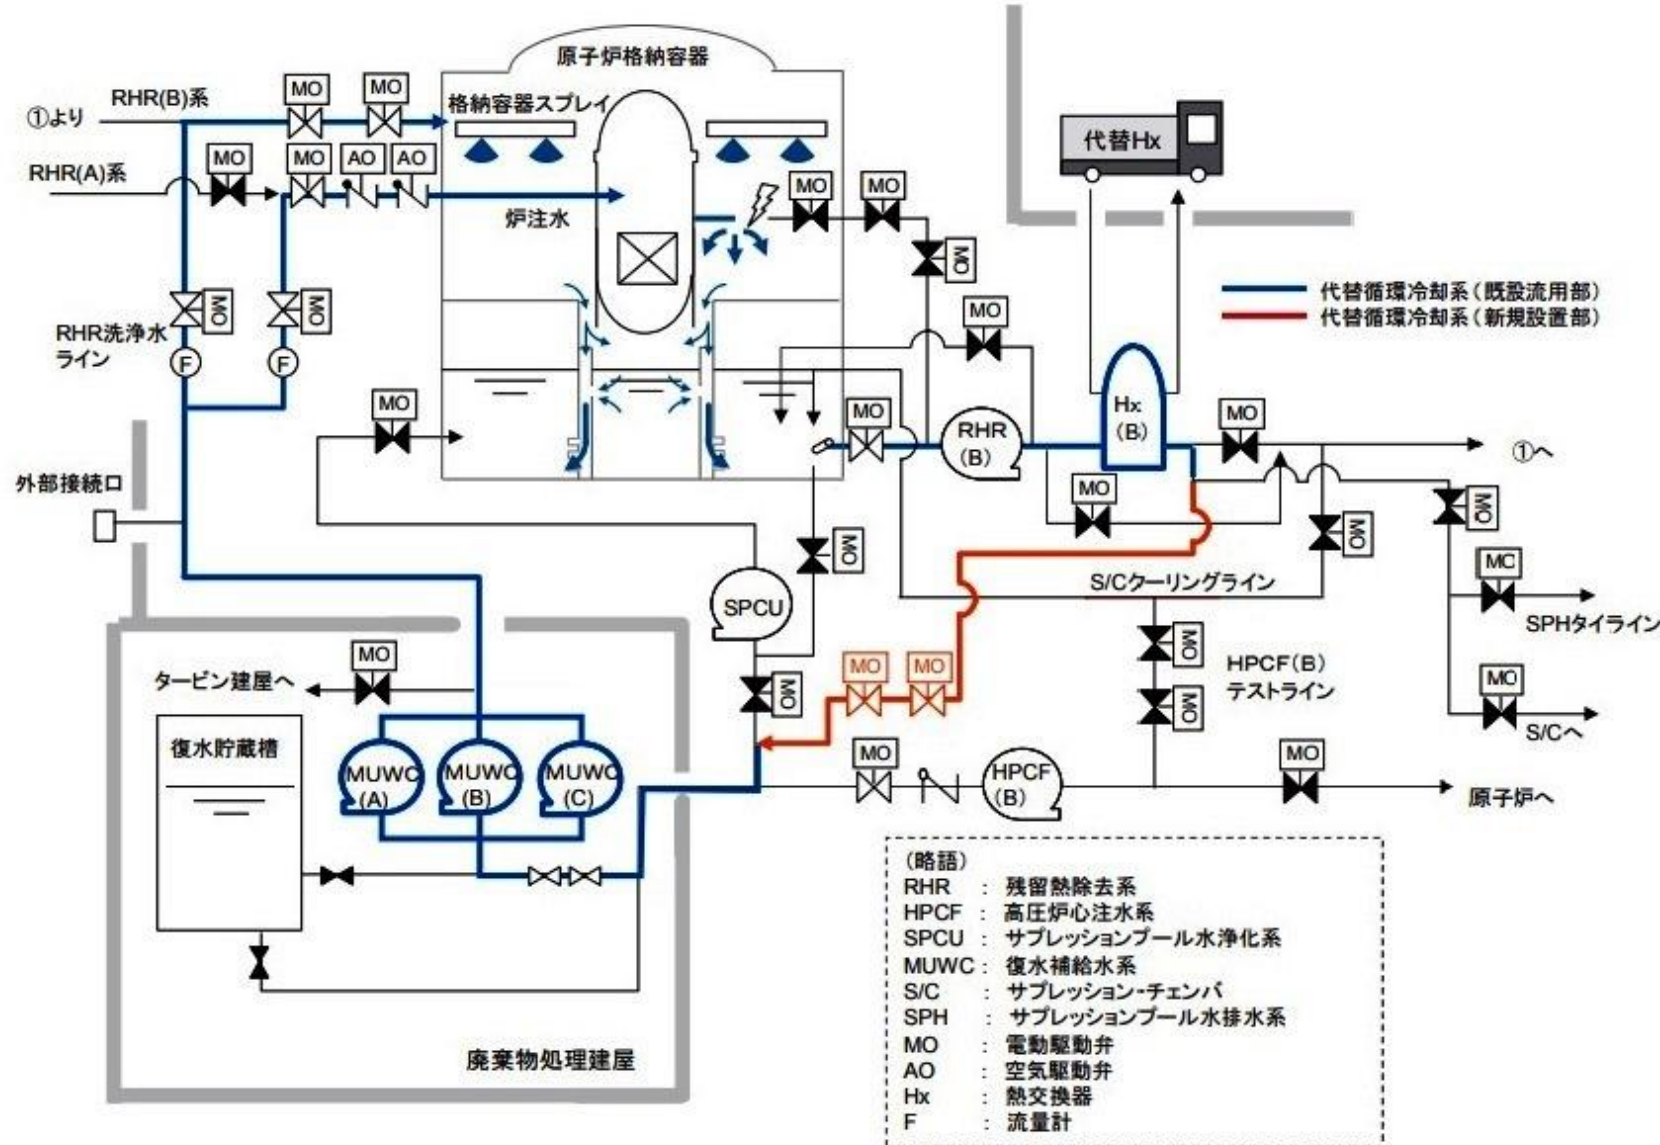 原子炉格納容器
RHR(B)系
MO
MO
①より
格納容器スプレイ
代替Hx
RHR(A)系
MO
MO
AO
AO
炉注水
MO
MO
MO
代替循環冷却系(既設流用部)
代替循環冷却系(新規設置部)
RHR洗浄水
ライン
MO
MO
F
F
MO
MO
MO
RHR
(B)
Hx
(B)
MO
①へ
外部接続口
MO
MO
MO
MO
S/Cクーリングライン
MC
SPHタイライン
SPCU
MO
MO
MO
MO
HPCF(B)
テストライン
MO
MO
S/Cへ
タービン建屋へ
MO
復水貯蔵槽
MUWC
(A)
MUWC
(B)
MUWC
(C)
MO
HPCF
(B)
MO
原子炉へ
廃棄物処理建屋
(略語)
RHR : 残留熱除去系
HPCF : 高圧炉心注水系
SPCU : サプレッションプール水浄化系
MUWC : 復水補給水系
S/C : サプレッション・チェンバ
SPH : サプレッションプール水排水系
MO : 電動駆動弁
AO : 空気駆動弁
Hx : 熱交換器
F : 流量計